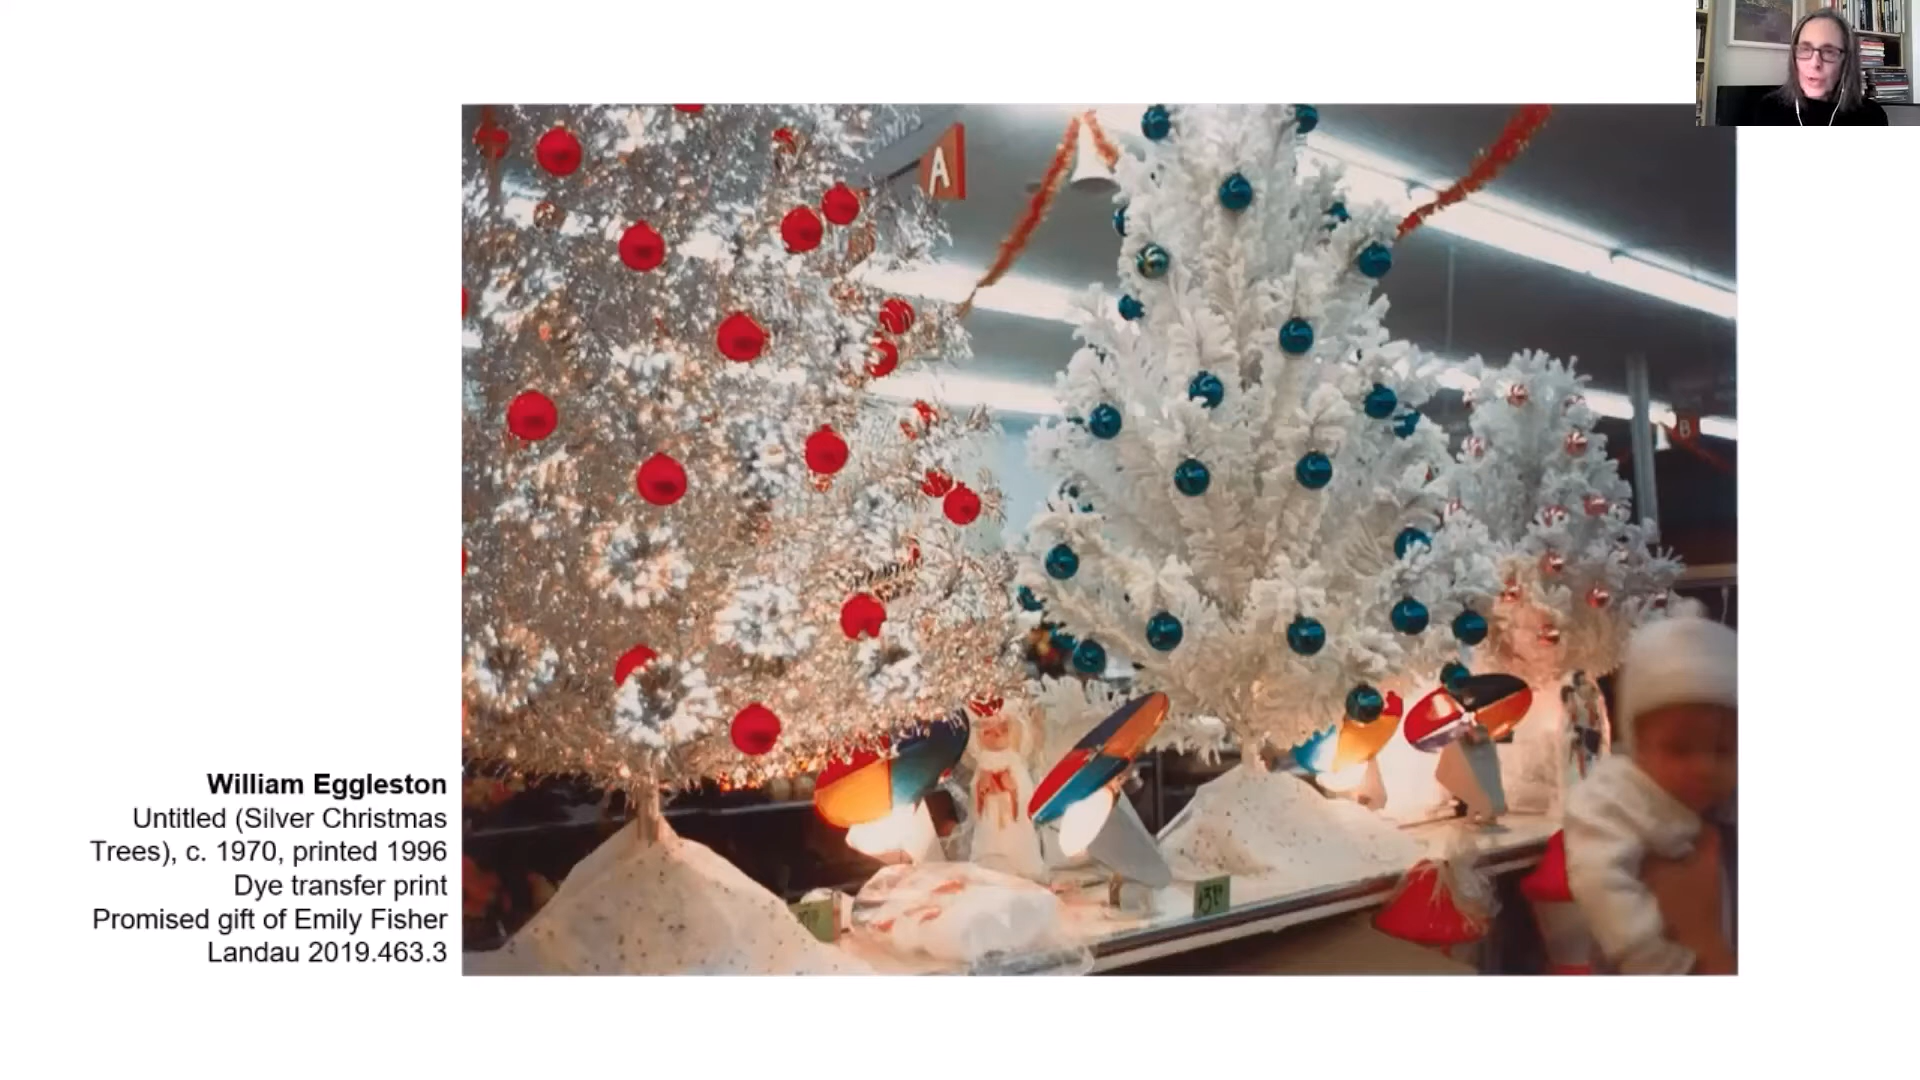 William Eggleston
Untitled (Silver Christmas
Trees), c. 1970, printed 1996
Dye transfer print
Promised gift of Emily Fisher
Landau 2019.463.3
A
B